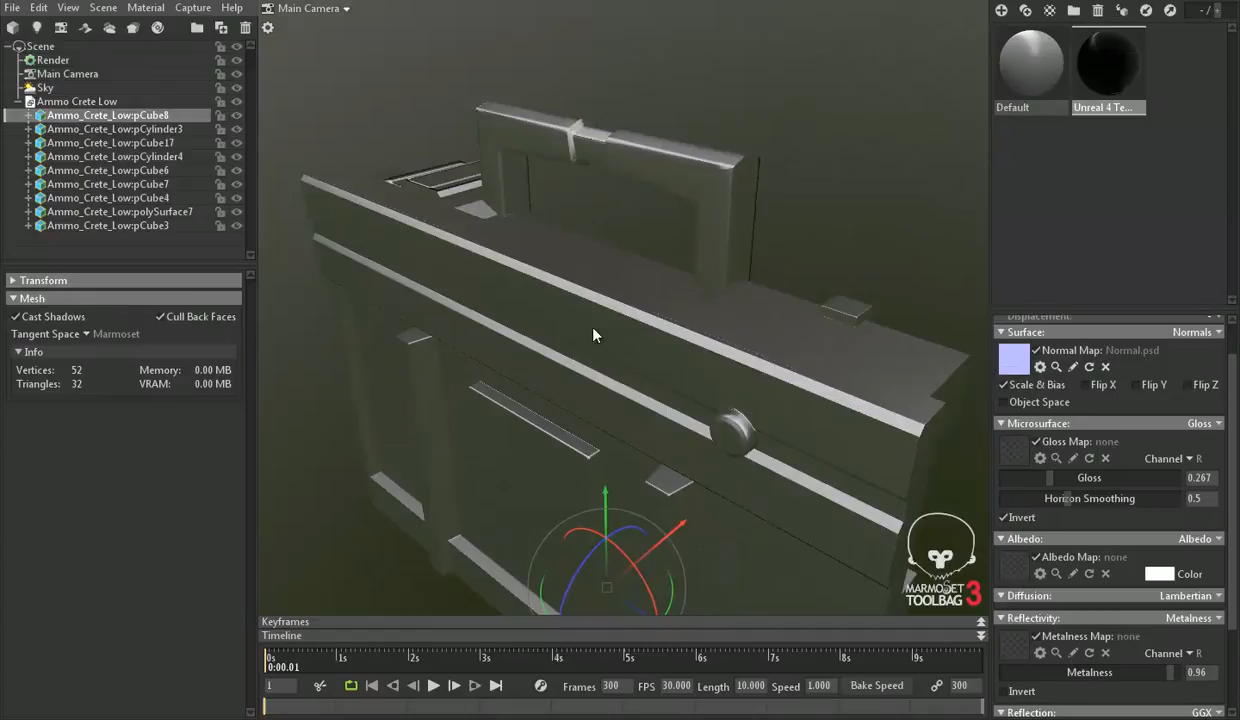 File Edit View Scene Material Capture Help
Main Camera
- / +
Scene
Render
Main Camera
Sky
Ammo Crete Low
Ammo_Crete_Low:pCube8
Ammo_Crete_Low:pCylinder3
Ammo_Crete_Low:pCube17
Ammo_Crete_Low:pCylinder4
Ammo_Crete_Low:pCube6
Ammo_Crete_Low:pCube7
Ammo_Crete_Low:pCube4
Ammo_Crete_Low:polySurface7
Ammo_Crete_Low:pCube3
Transform
Mesh
Cast Shadows Cull Back Faces
Tangent Space Marmoset
Info
Vertices: 52 Memory: 0.00 MB
Triangles: 32 VRAM: 0.00 MB
MARMOSET
TOOLBAG 3
Keyframes
Timeline
0s 1s 2s 3s 4s 5s 6s 7s 8s 9s
0:00.01
1 Frames 300 FPS 30.000 Length 10.000 Speed 1.000 Bake Speed 300
Default Unreal 4 Te...
Displacement:
Surface: Normals
Normal Map: Normal.psd
Scale & Bias Flip X Flip Y Flip Z
Object Space
Microsurface: Gloss
Gloss Map: none
Channel R
Gloss 0.267
Horizon Smoothing 0.5
Invert
Albedo: Albedo
Albedo Map: none
Color
Diffusion: Lambertian
Reflectivity: Metalness
Metalness Map: none
Channel R
Metalness 0.96
Invert
Reflection: GGX